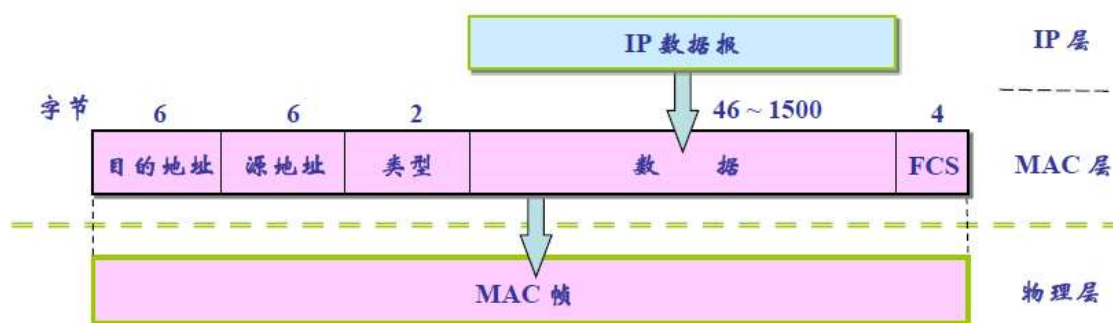 IP 数据报
IP 层
字节 6 6 2 46 ~ 1500 4
目的地址 源地址 类型 数 据 FCS MAC 层
MAC 帧 物理层